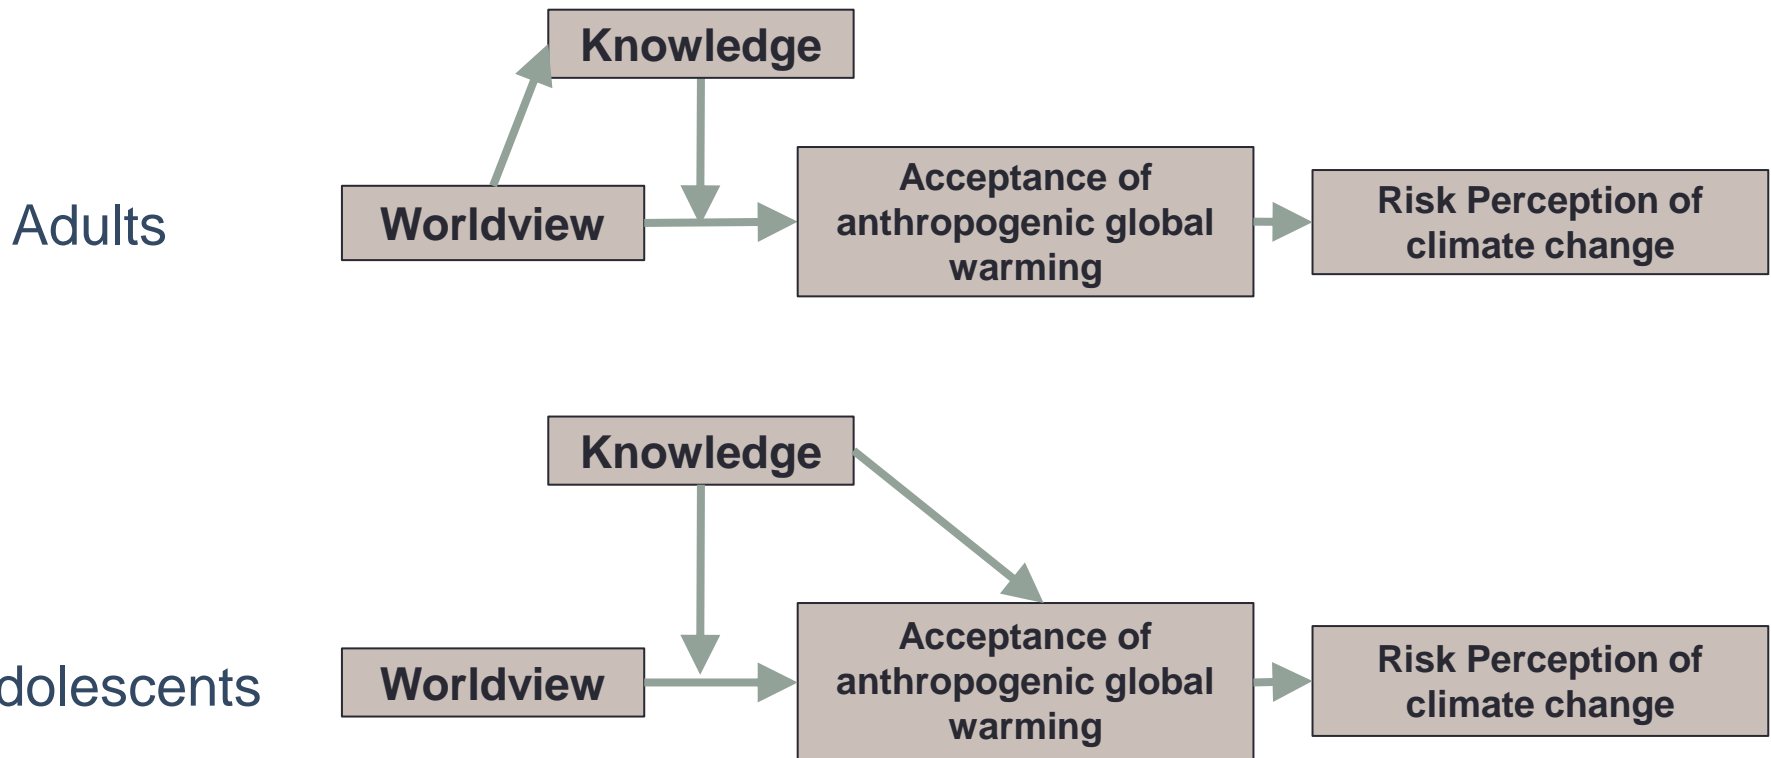 Knowledge
Adults
Worldview
Acceptance of
anthropogenic global
warming
Risk Perception of
climate change
Knowledge
dolescents
Worldview
Acceptance of
anthropogenic global
warming
Risk Perception of
climate change